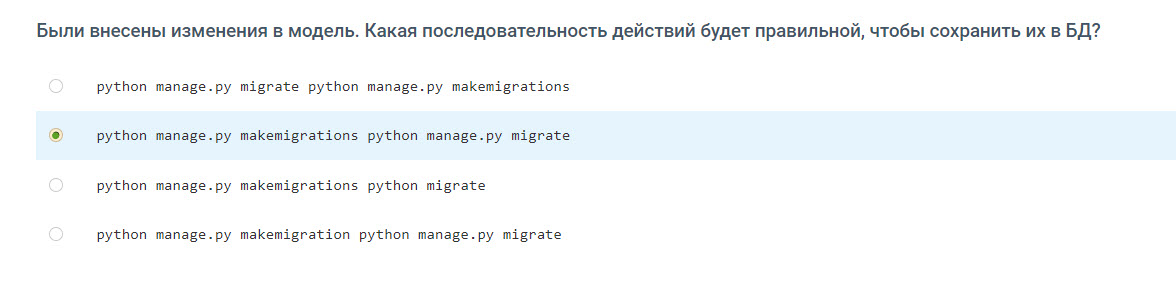 Были внесены изменения в модель. Какая последовательность действий будет правильной, чтобы сохранить их в БД?
python manage.py migrate python manage.py makemigrations
python manage.py makemigrations python manage.py migrate
python manage.py makemigrations python migrate
python manage.py makemigration python manage.py migrate